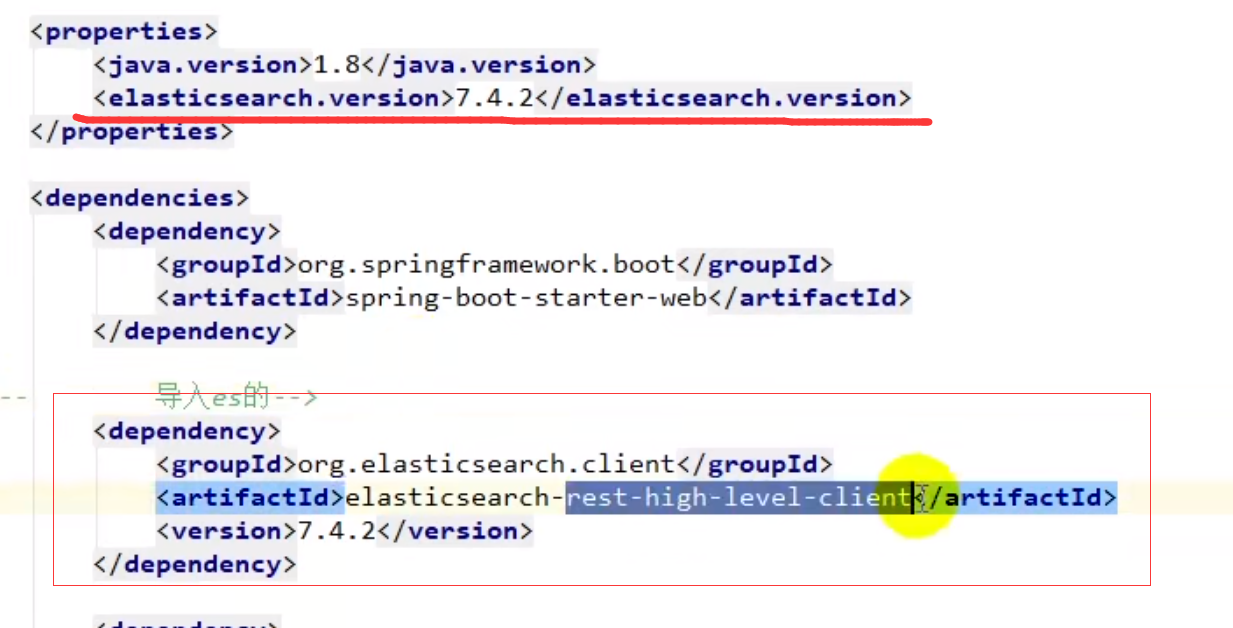 <properties>
<java.version>1.8</java.version>
<elasticsearch.version>7.4.2</elasticsearch.version>
</properties>
<dependencies>
<dependency>
<groupId>org.springframework.boot</groupId>
<artifactId>spring-boot-starter-web</artifactId>
</dependency>
-- 导入es的-->
<dependency>
<groupId>org.elasticsearch.client</groupId>
<artifactId>elasticsearch-rest-high-level-client</artifactId>
<version>7.4.2</version>
</dependency>
<dependency>